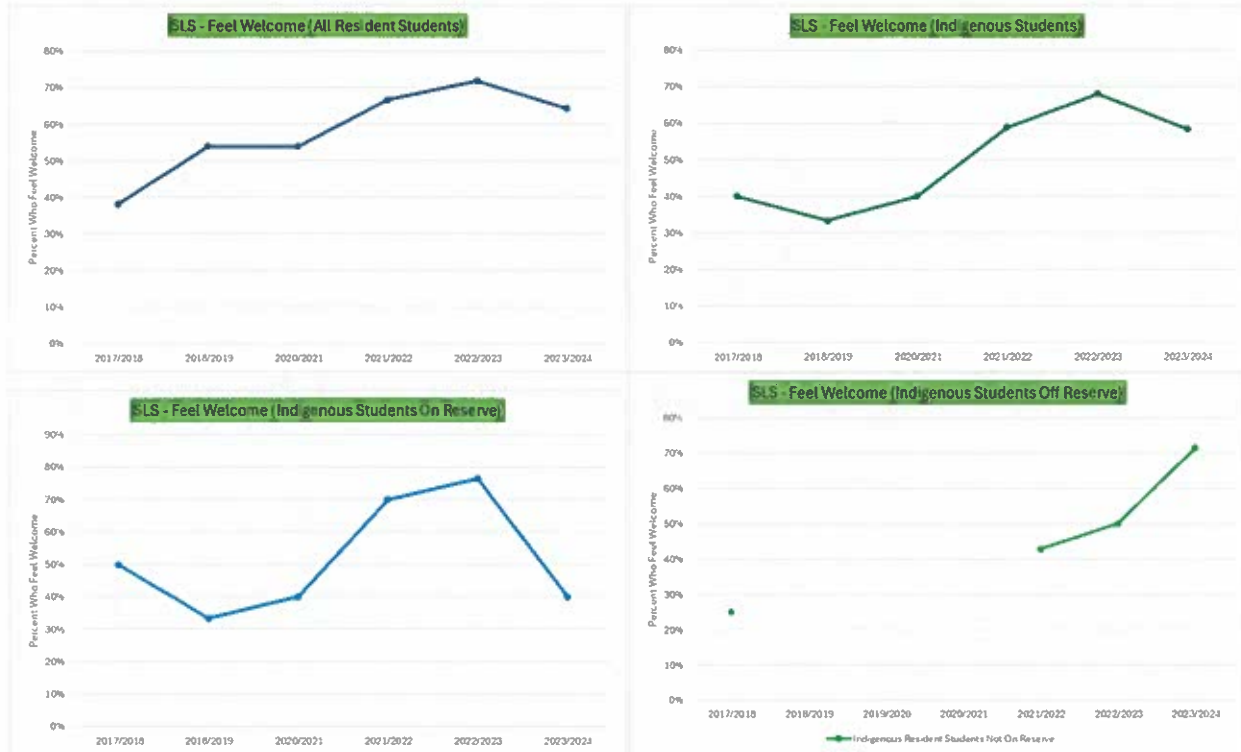 SLS - Feel Welcome (All Resident Students)
80%
70%
60%
50%
40%
30%
20%
10%
0%
Percent Who Feel Welcome
2017/2018 2018/2019 2020/2021 2021/2022 2022/2023 2023/2024
SLS - Feel Welcome (Indigenous Students)
80%
70%
60%
50%
40%
30%
20%
10%
0%
Percent Who Feel Welcome
2017/2018 2018/2019 2020/2021 2021/2022 2022/2023 2023/2024
SLS - Feel Welcome (Indigenous Students On Reserve)
90%
80%
70%
60%
50%
40%
30%
20%
10%
0%
Percent Who Feel Welcome
2017/2018 2018/2019 2020/2021 2021/2022 2022/2023 2023/2024
SLS - Feel Welcome (Indigenous Students Off Reserve)
80%
70%
60%
50%
40%
30%
20%
10%
0%
Percent Who Feel Welcome
2017/2018 2018/2019 2019/2020 2020/2021 2021/2022 2022/2023 2023/2024
Indigenous Resident Students Not On Reserve